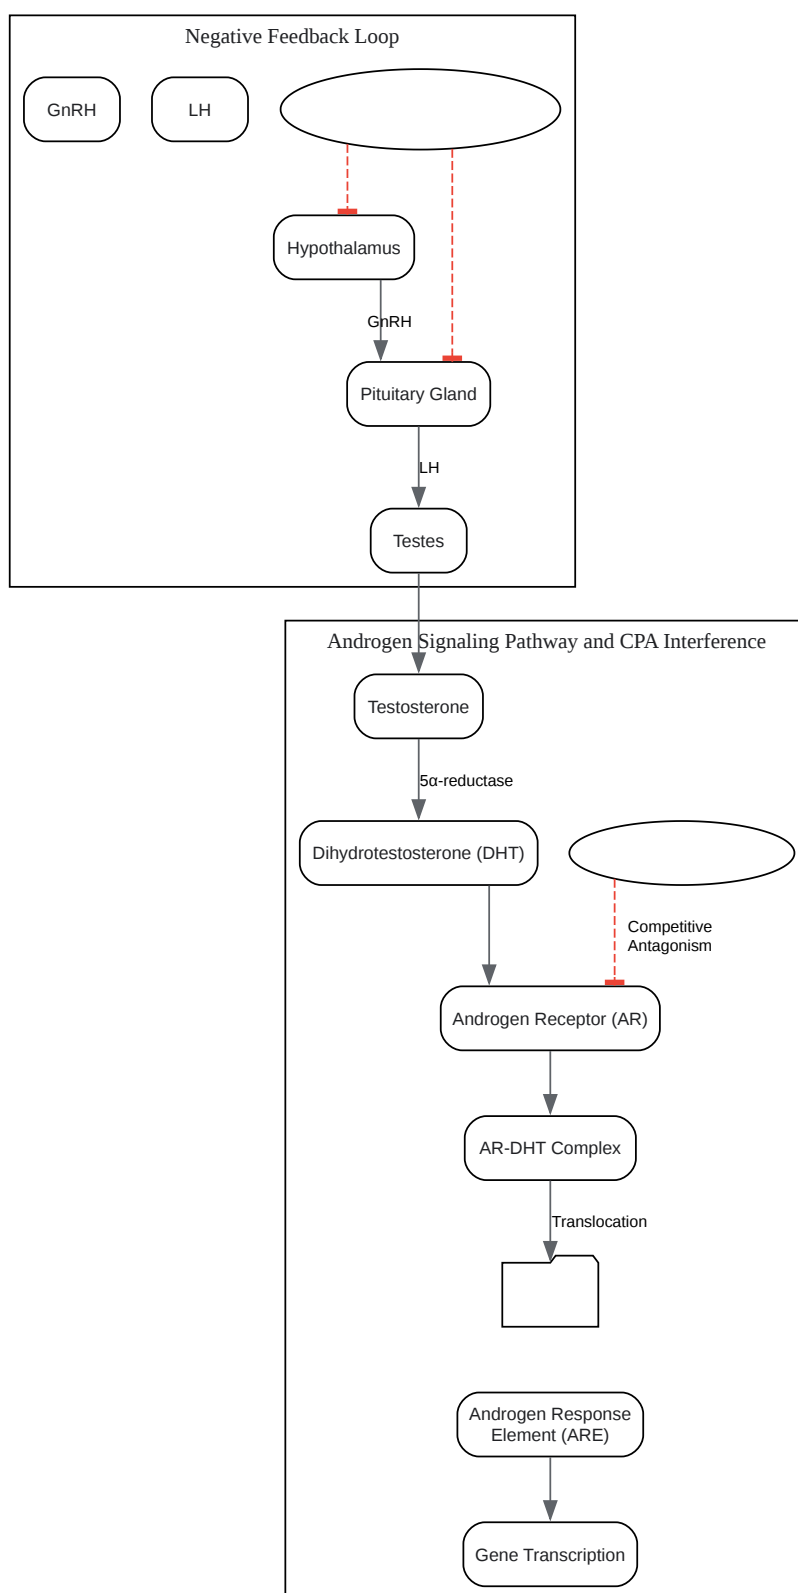 Negative Feedback Loop
GnRH
LH
Hypothalamus
GnRH
Pituitary Gland
LH
Testes
Androgen Signaling Pathway and CPA Interference
Testosterone
5α-reductase
Dihydrotestosterone (DHT)
Competitive
Antagonism
Androgen Receptor (AR)
AR-DHT Complex
Translocation
Androgen Response
Element (ARE)
Gene Transcription